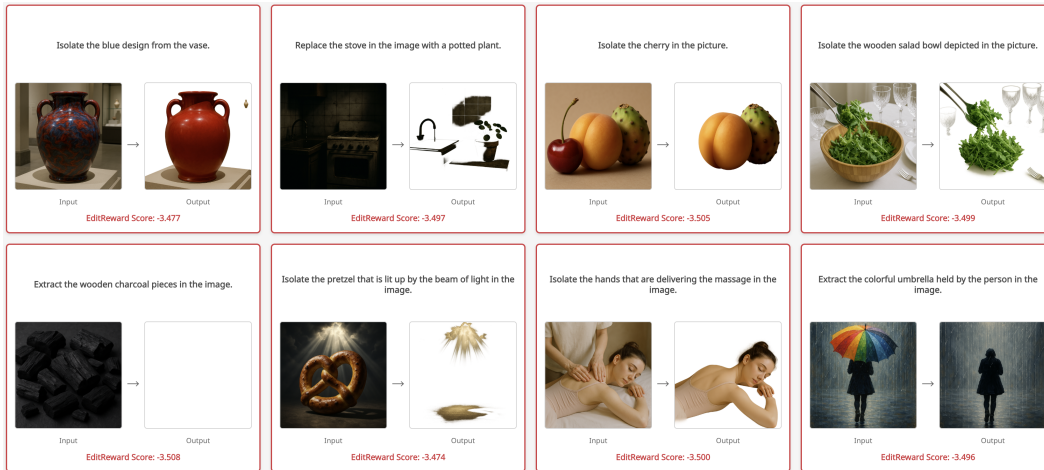 Isolate the blue design from the vase.
Input
Output
EditReward Score: -3.477
Replace the stove in the image with a potted plant.
Input
Output
EditReward Score: -3.497
Isolate the cherry in the picture.
Input
Output
EditReward Score: -3.505
Isolate the wooden salad bowl depicted in the picture.
Input
Output
EditReward Score: -3.499
Extract the wooden charcoal pieces in the image.
Input
Output
EditReward Score: -3.508
Isolate the pretzel that is lit up by the beam of light in the
image.
Input
Output
EditReward Score: -3.474
Isolate the hands that are delivering the massage in the
image.
Input
Output
EditReward Score: -3.500
Extract the colorful umbrella held by the person in the
image.
Input
Output
EditReward Score: -3.496